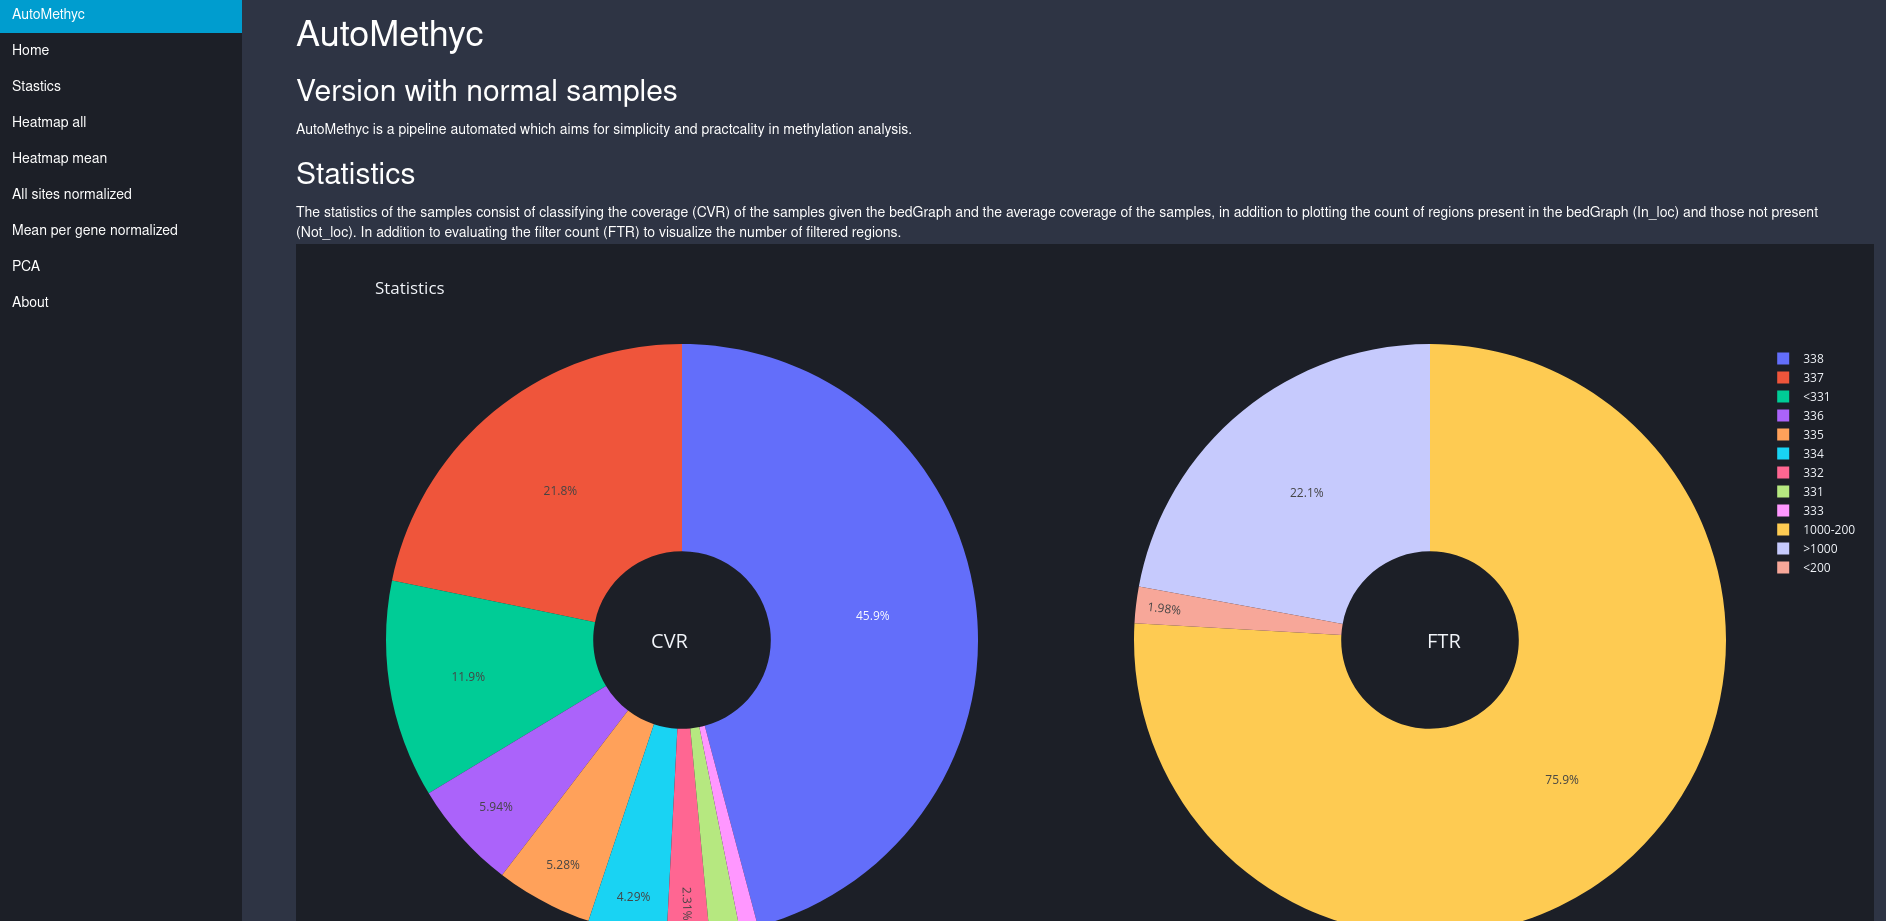 AutoMethyc
Home
Stastics
Heatmap all
Heatmap mean
All sites normalized
Mean per gene normalized
PCA
About
AutoMethyc
Version with normal samples
AutoMethyc is a pipeline automated which aims for simplicity and practcality in methylation analysis.
Statistics
The statistics of the samples consist of classifying the coverage (CVR) of the samples given the bedGraph and the average coverage of the samples, in addition to plotting the count of regions present in the bedGraph (In_loc) and those not present
(Not_loc). In addition to evaluating the filter count (FTR) to visualize the number of filtered regions.
Statistics
21.8%
45.9%
11.9%
5.94%
5.28%
4.29%
2.31%
CVR
22.1%
1.98%
75.9%
FTR
338
337
<331
336
335
334
332
331
333
1000-200
>1000
<200